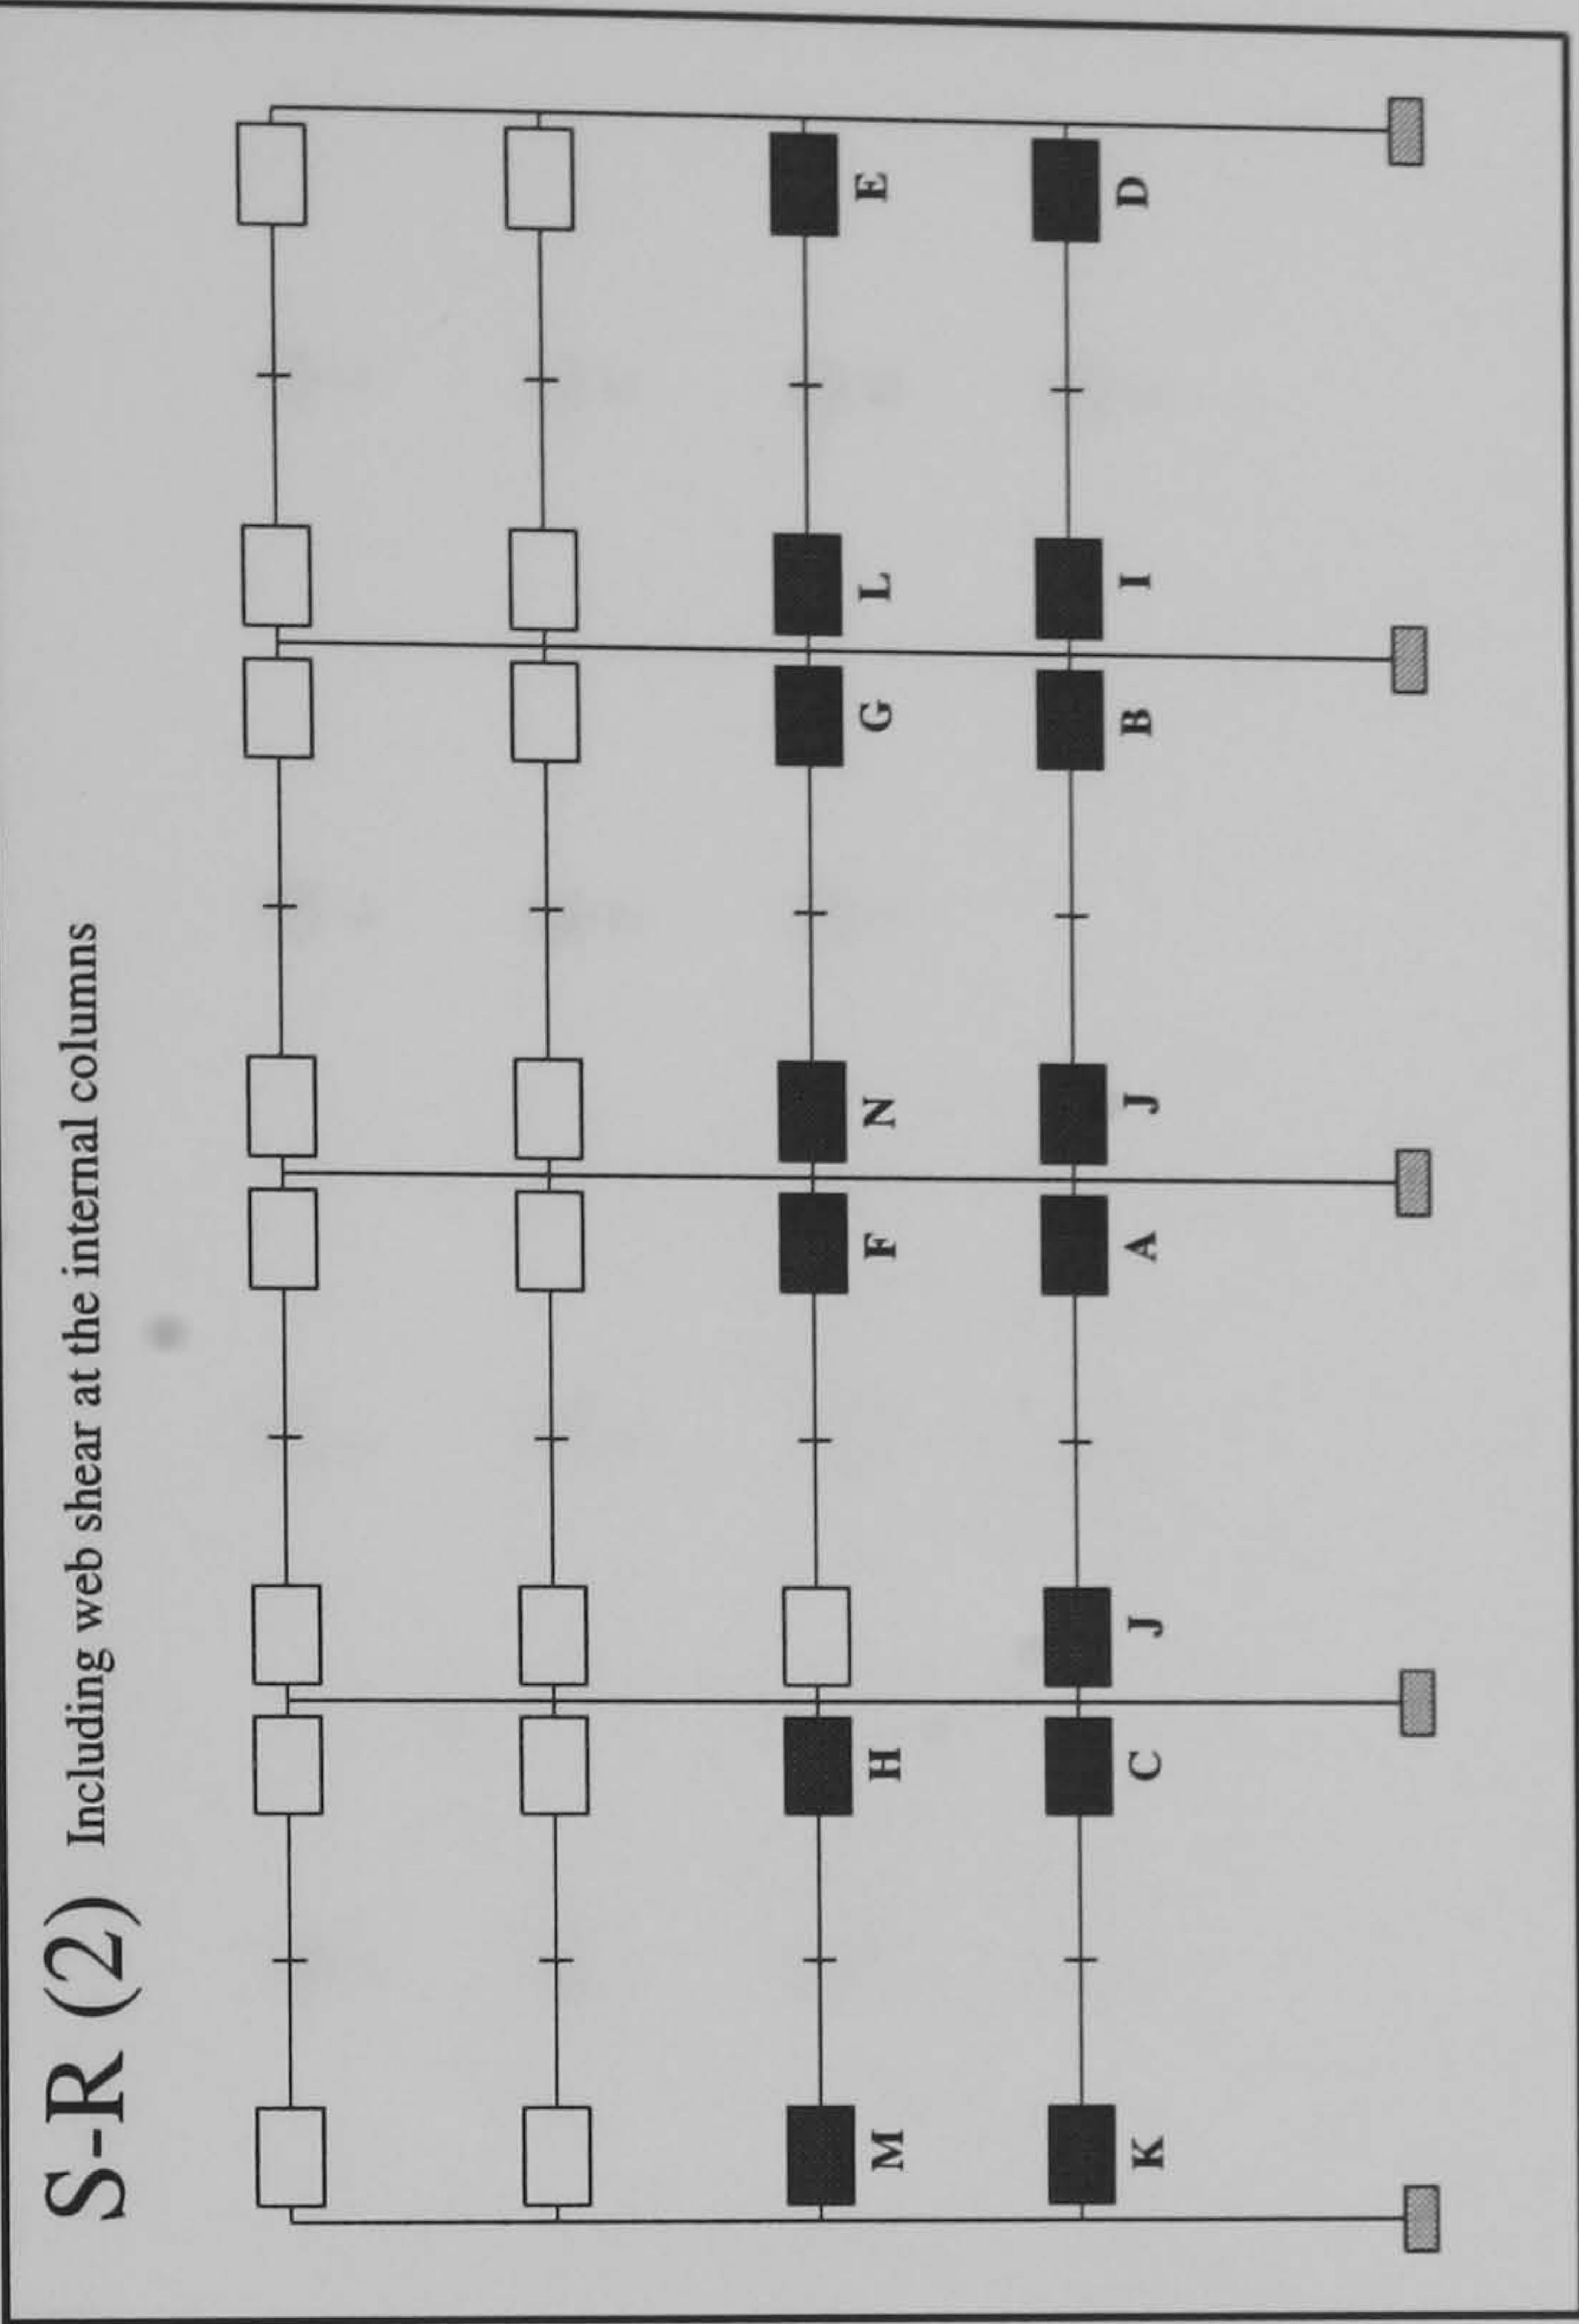 S-R (2) Including web shear at the internal columns
M H F N G L E
K C J A J B I D